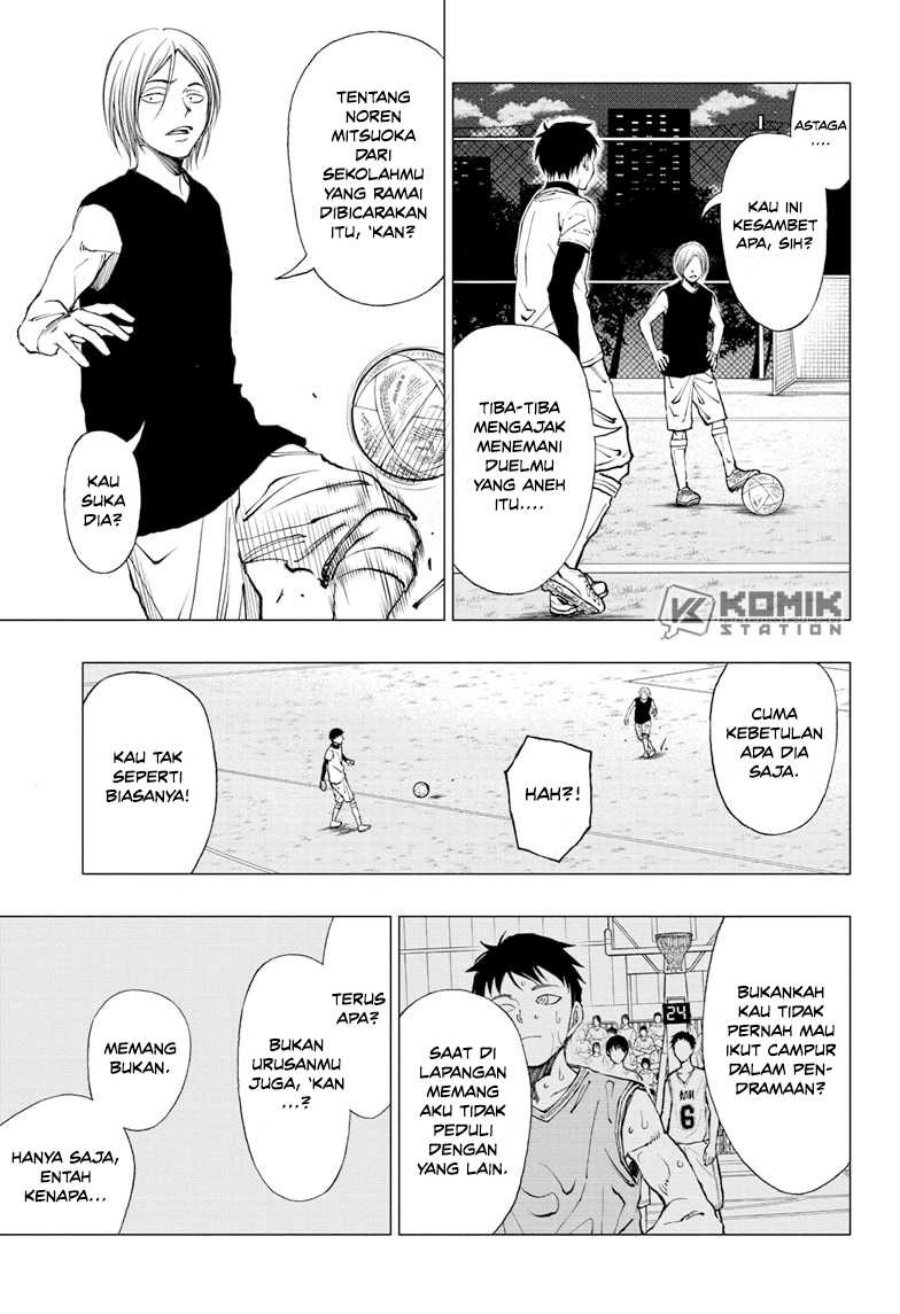 ASTAGA
....
KAU INI
KESAMBET
APA, SIH?
TIBA-TIBA
MENGAJAK
MENEMANI
DUELMU
YANG ANEH
ITU....
TENTANG
NOREN
MITSUOKA
DARI
SEKOLAHMU
YANG RAMAI
DIBICARAKAN
ITU, 'KAN?
KAU
SUKA
DIA?
KOMIK
STATION
CUMA
KEBETULAN
ADA DIA
SAJA.
HAH?!
KAU TAK
SEPERTI
BIASANYA!
BUKANKAH
KAU TIDAK
PERNAH MAU
IKUT CAMPUR
DALAM PEN-
DRAMAAN?
24
MH
6
SAAT DI
LAPANGAN
MEMANG
AKU TIDAK
PEDULI
DENGAN
YANG LAIN.
TERUS
APA?
BUKAN
URUSANMU
JUGA, 'KAN
...?
MEMANG
BUKAN.
HANYA SAJA,
ENTAH
KENAPA...